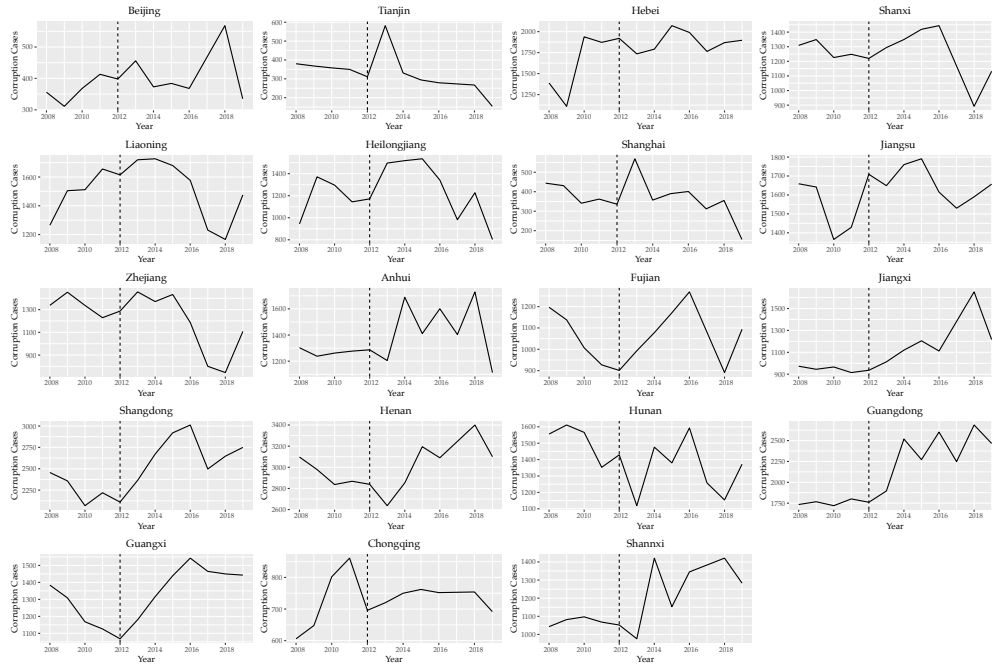 Beijing
Corruption Cases
500
400
300
2008 2010 2012 2014 2016 2018
Year
Tianjin
Corruption Cases
600
500
400
300
200
2008 2010 2012 2014 2016 2018
Year
Hebei
Corruption Cases
2000
1750
1500
1250
2008 2010 2012 2014 2016 2018
Year
Shanxi
Corruption Cases
1400
1300
1200
1100
1000
900
2008 2010 2012 2014 2016 2018
Year
Liaoning
Corruption Cases
1600
1400
1200
2008 2010 2012 2014 2016 2018
Year
Heilongjiang
Corruption Cases
1400
1200
1000
800
2008 2010 2012 2014 2016 2018
Year
Shanghai
Corruption Cases
500
400
300
200
2008 2010 2012 2014 2016 2018
Year
Jiangsu
Corruption Cases
1800
1700
1600
1500
1400
2008 2010 2012 2014 2016 2018
Year
Zhejiang
Corruption Cases
1300
1100
900
2008 2010 2012 2014 2016 2018
Year
Anhui
Corruption Cases
1600
1400
1200
2008 2010 2012 2014 2016 2018
Year
Fujian
Corruption Cases
1200
1100
1000
900
2008 2010 2012 2014 2016 2018
Year
Jiangxi
Corruption Cases
1500
1300
1100
900
2008 2010 2012 2014 2016 2018
Year
Shangdong
Corruption Cases
3000
2750
2500
2250
2008 2010 2012 2014 2016 2018
Year
Henan
Corruption Cases
3400
3200
3000
2800
2600
2008 2010 2012 2014 2016 2018
Year
Hunan
Corruption Cases
1600
1500
1400
1300
1200
1100
2008 2010 2012 2014 2016 2018
Year
Guangdong
Corruption Cases
2500
2250
2000
1750
2008 2010 2012 2014 2016 2018
Year
Guangxi
Corruption Cases
1500
1400
1300
1200
1100
2008 2010 2012 2014 2016 2018
Year
Chongqing
Corruption Cases
800
700
600
2008 2010 2012 2014 2016 2018
Year
Shannxi
Corruption Cases
1400
1300
1200
1100
1000
2008 2010 2012 2014 2016 2018
Year